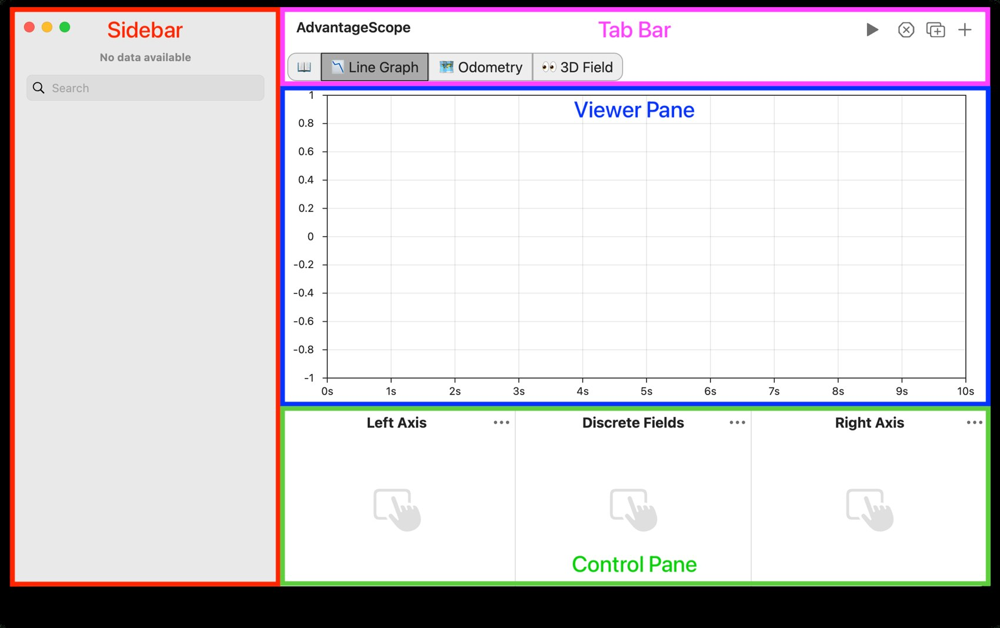 Sidebar
No data available
Search
AdvantageScope
Tab Bar
📖 📉 Line Graph 🗺️ Odometry 👀 3D Field
Viewer Pane
1
0.8
0.6
0.4
0.2
0
-0.2
-0.4
-0.6
-0.8
-1
0s 1s 2s 3s 4s 5s 6s 7s 8s 9s 10s
Left Axis ••• Discrete Fields ••• Right Axis •••
Control Pane